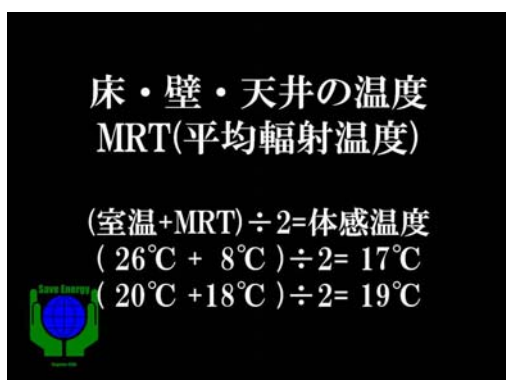 床・壁・天井の温度
MRT(平均輻射温度)
(室温+MRT)÷2=体感温度
( 26℃ + 8℃ )÷2= 17℃
( 20℃ +18℃ )÷2= 19℃
Save Energy